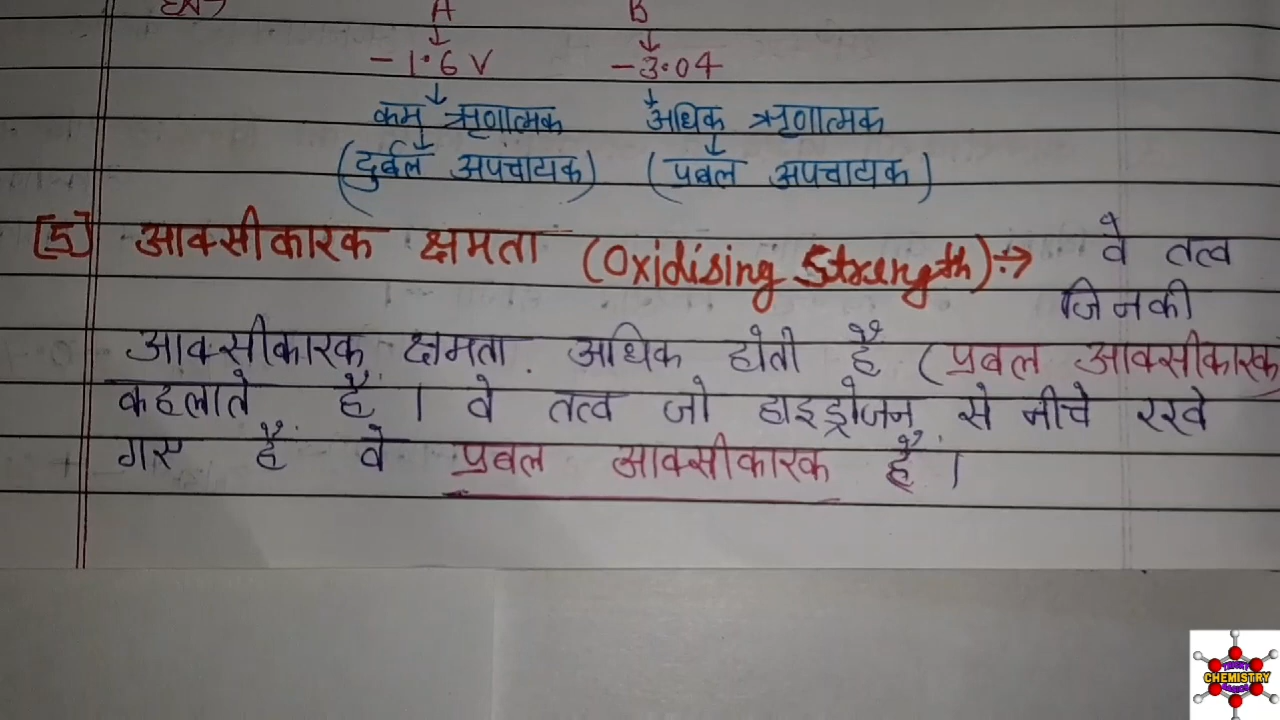 Ex→ A B
↓ ↓
-1.6 V -3.04
↓ ↓
कम ऋणात्मक अधिक ऋणात्मक
↓ ↓
(दुर्बल अपचायक) (प्रबल अपचायक)
[5] आक्सीकारक क्षमता (Oxidising Strength):→ वे तत्व
जिनकी
आक्सीकारक क्षमता अधिक होती है (प्रबल आक्सीकारक
कहलाते हैं। वे तत्व जो हाइड्रोजन से नीचे रखे
गए हैं वे प्रबल आक्सीकारक हैं।
CHEMISTRY